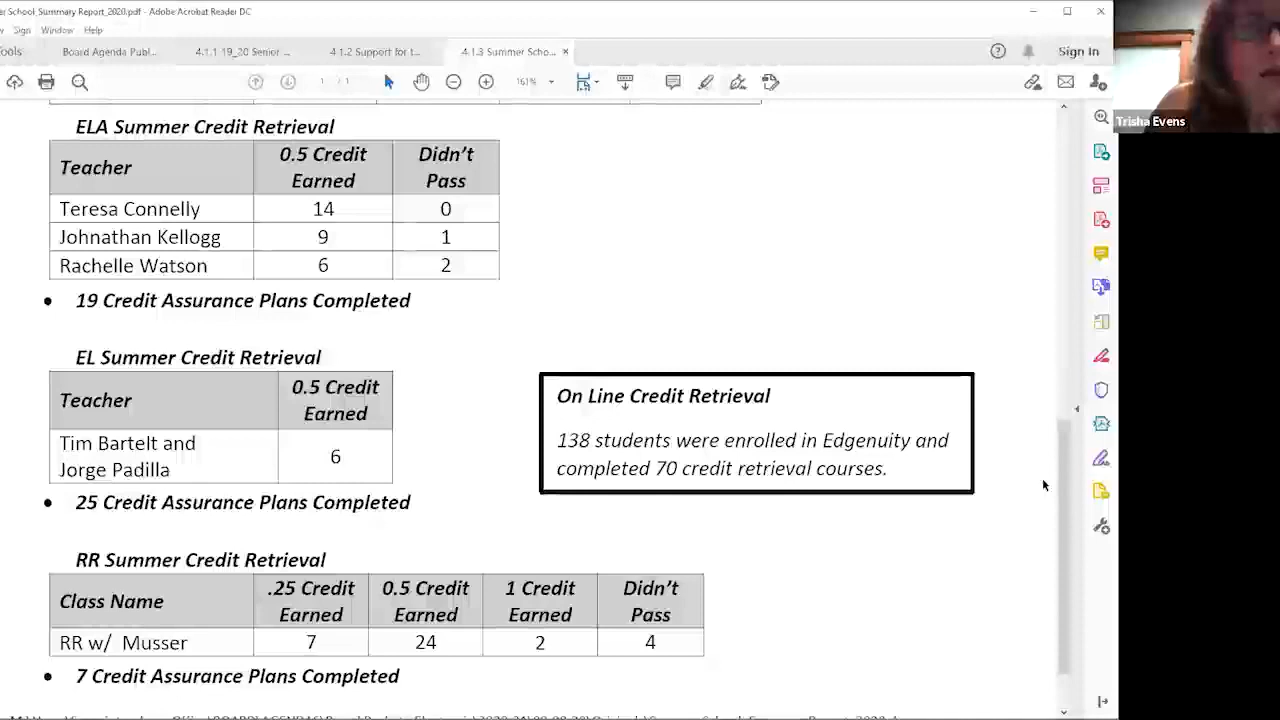 er School_Summary Report_2020.pdf - Adobe Acrobat Reader DC
Sign Window Help
Tools Board Agenda Publ... 4.1.1 19_20 Senior ... 4.1.2 Support for I... 4.1.3 Summer Scho... × Sign In
1 / 1 161%
Trisha Evens
ELA Summer Credit Retrieval
Teacher 0.5 Credit Earned Didn't Pass
Teresa Connelly 14 0
Johnathan Kellogg 9 1
Rachelle Watson 6 2
• 19 Credit Assurance Plans Completed
EL Summer Credit Retrieval
Teacher 0.5 Credit Earned
Tim Bartelt and
Jorge Padilla 6
• 25 Credit Assurance Plans Completed
On Line Credit Retrieval
138 students were enrolled in Edgenuity and
completed 70 credit retrieval courses.
RR Summer Credit Retrieval
Class Name .25 Credit Earned 0.5 Credit Earned 1 Credit Earned Didn't Pass
RR w/ Musser 7 24 2 4
• 7 Credit Assurance Plans Completed